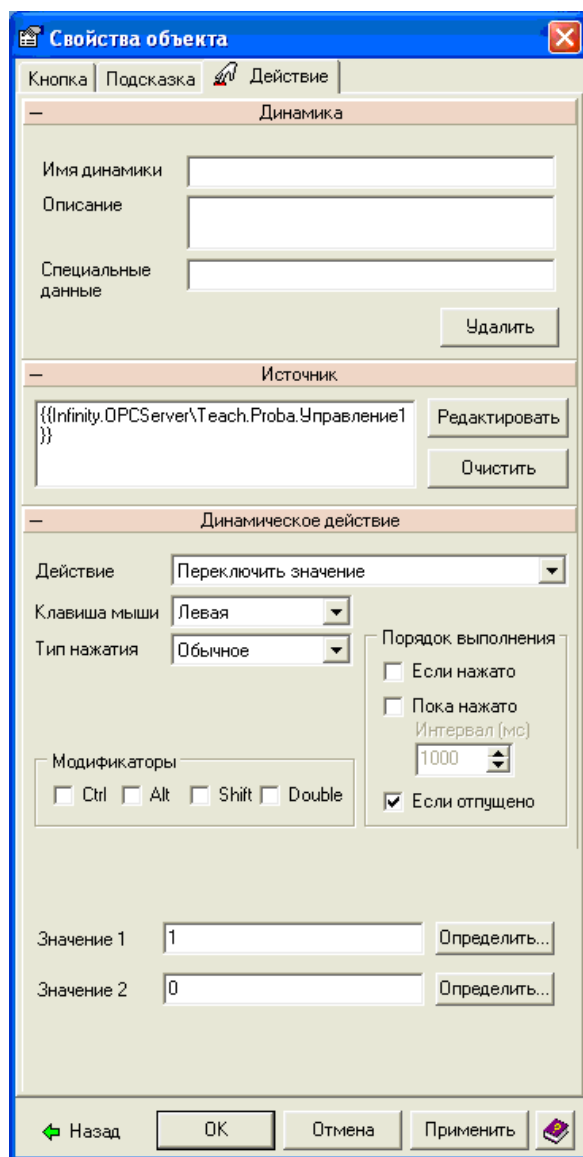 Свойства объекта
Кнопка Подсказка Действие
Динамика
Имя динамики
Описание
Специальные
данные
Удалить
Источник
{{Infinity.OPCServer\Teach.Proba.Управление1
}}
Редактировать
Очистить
Динамическое действие
Действие Переключить значение
Клавиша мыши Левая
Тип нажатия Обычное
Порядок выполнения
Если нажато
Пока нажато
Интервал (мс)
1000
Если отпущено
Модификаторы
Ctrl Alt Shift Double
Значение 1 1 Определить...
Значение 2 0 Определить...
Назад OK Отмена Применить